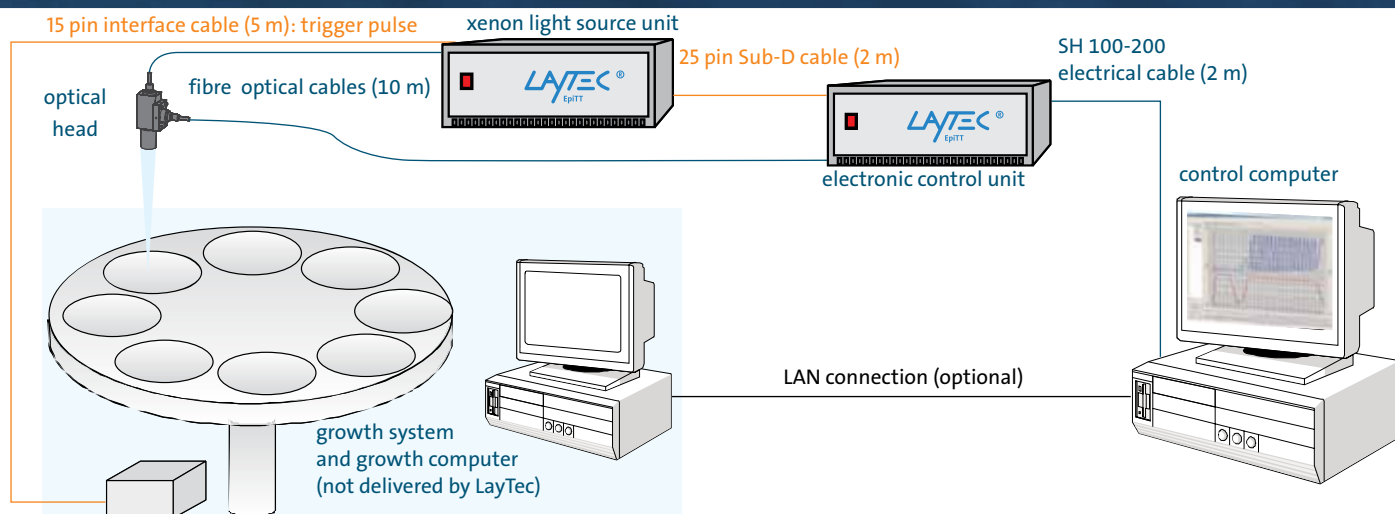 15 pin interface cable (5 m): trigger pulse
xenon light source unit
25 pin Sub-D cable (2 m)
SH 100-200
electrical cable (2 m)
optical
head
fibre optical cables (10 m)
LAYTEC ®
EpiTT
LAYTEC ®
EpiTT
electronic control unit
control computer
LAN connection (optional)
growth system
and growth computer
(not delivered by LayTec)